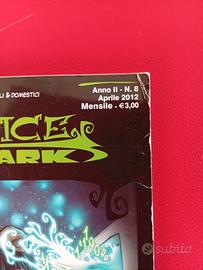 Anno II - N. 8
Aprile 2012
Mensile - €3,00
LI & DOMESTICI
ICE
ARK
subito